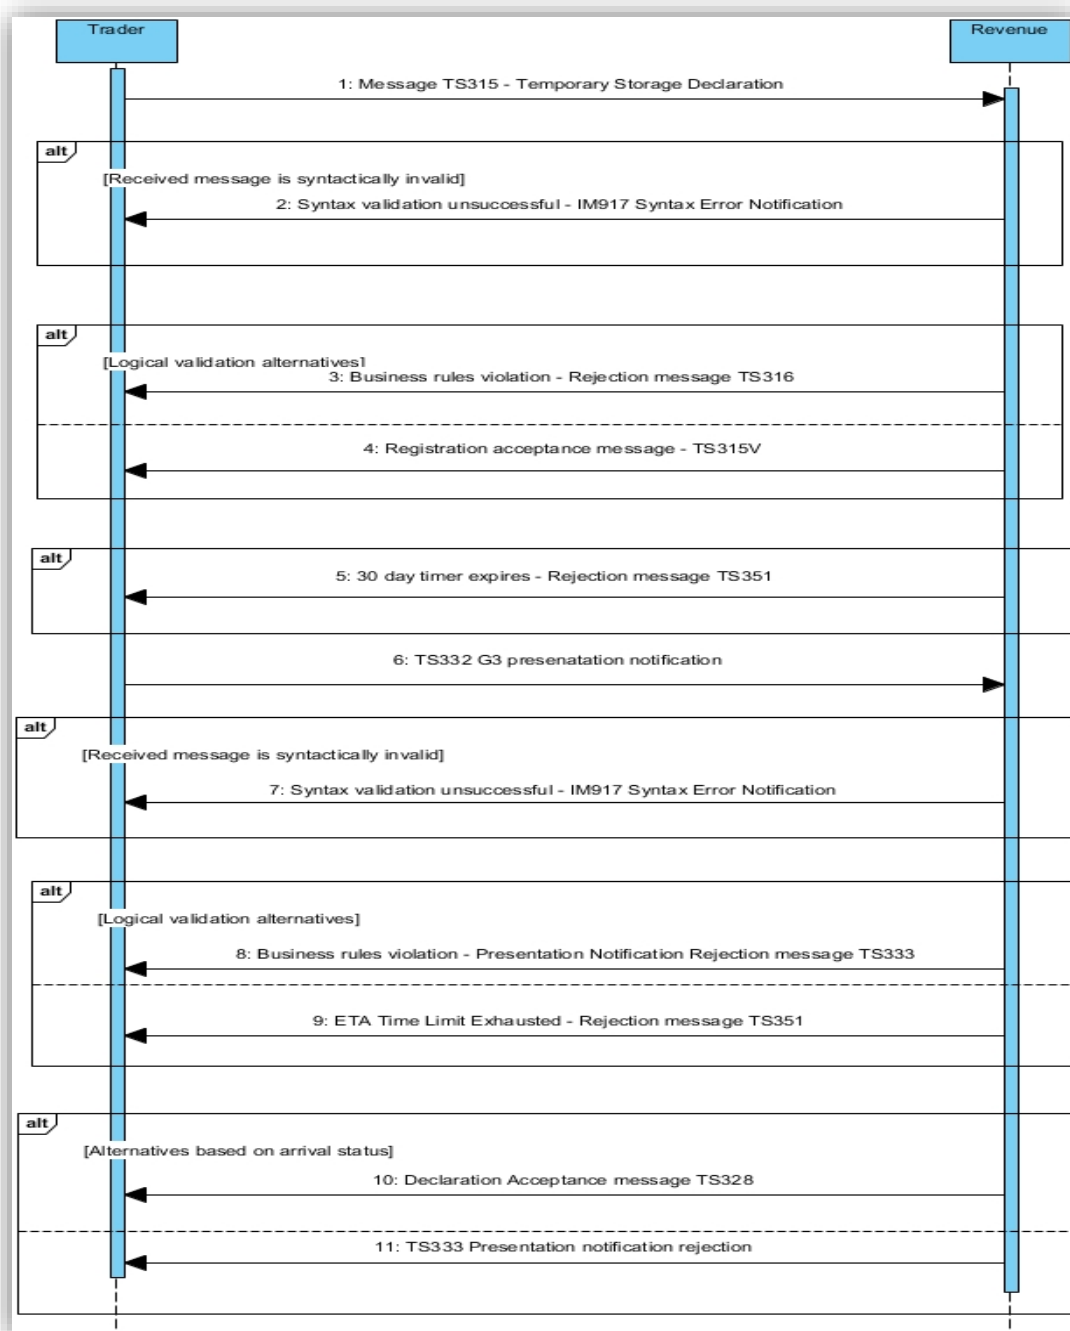 Trader
Revenue
1: Message TS315 - Temporary Storage Declaration
alt
[Received message is syntactically invalid]
2: Syntax validation unsuccessful - IM917 Syntax Error Notification
alt
[Logical validation alternatives]
3: Business rules violation - Rejection message TS316
4: Registration acceptance message - TS315V
alt
5: 30 day timer expires - Rejection message TS351
6: TS332 G3 presenatation notification
alt
[Received message is syntactically invalid]
7: Syntax validation unsuccessful - IM917 Syntax Error Notification
alt
[Logical validation alternatives]
8: Business rules violation - Presentation Notification Rejection message TS333
9: ETA Time Limit Exhausted - Rejection message TS351
alt
[Alternatives based on arrival status]
10: Declaration Acceptance message TS328
11: TS333 Presentation notification rejection